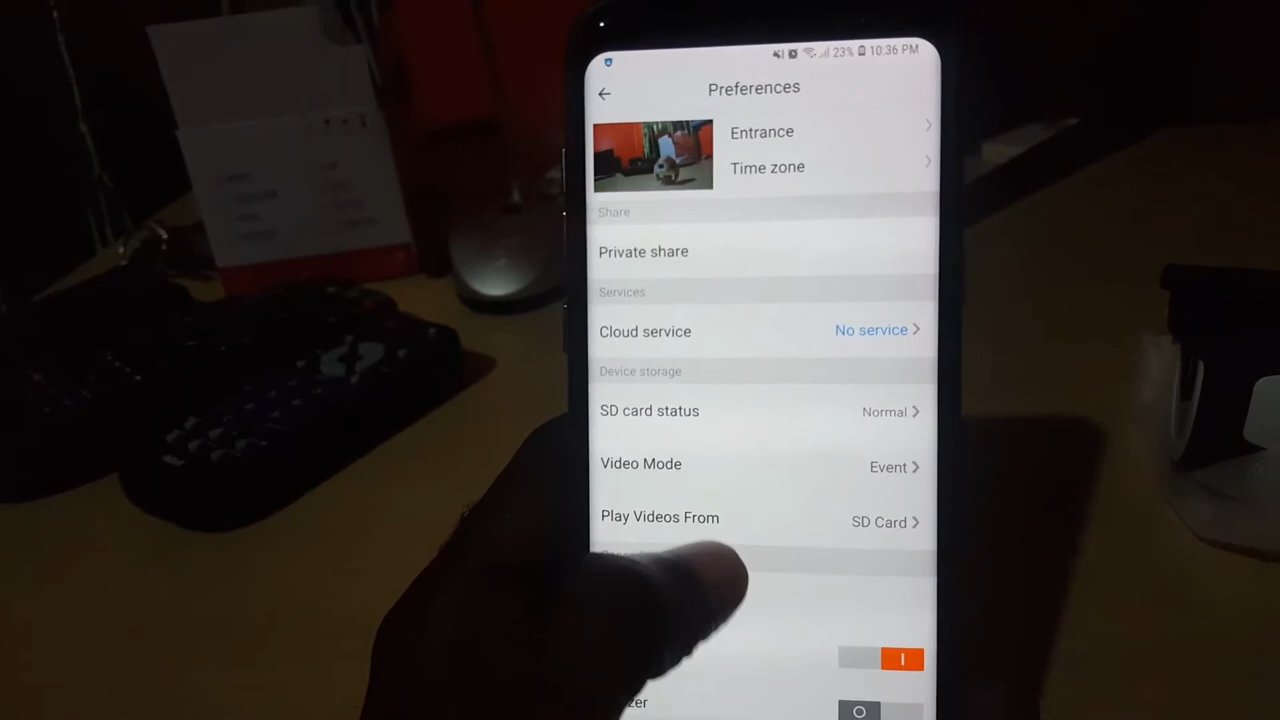 23% 10:36 PM
Preferences
Entrance
Time zone
Share
Private share
Services
Cloud service No service
Device storage
SD card status Normal
Video Mode Event
Play Videos From SD Card
zer